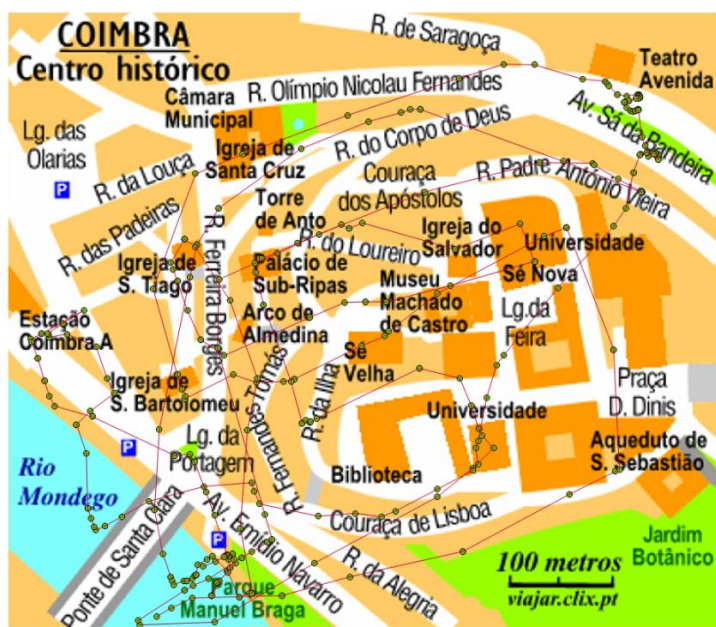 COIMBRA
Centro histórico
R. de Saragoça
Teatro
Avenida
R. Olímpio Nicolau Fernandes
Câmara
Municipal
Av. Sá da Bandeira
Lg. das
Olarias
P
Igreja de
Santa Cruz
R. do Corpo de Deus
R. da Louça
Couraça
dos Apóstolos
R. Padre António Vieira
Torre
de Anto
R. das Padeiras
R. Ferreira Borges
R. do Loureiro
Igreja do
Salvador
Universidade
Igreja de
S. Tiago
Palácio de
Sub-Ripas
Museu
Machado
de Castro
Sé Nova
Lg.da
Feira
Estação
Coimbra A
Arco de
Almedina
Sé
Velha
R. da Ilha
R. Fernandes Tomás
Igreja de
S. Bartolomeu
Praça
D. Dinis
Universidade
Lg. da
Portagem
P
Aqueduto de
S. Sebastião
Biblioteca
Rio
Mondego
Couraça de Lisboa
Av. Emídio Navarro
Ponte de Santa Clara
P
R. da Alegria
Jardim
Botânico
100 metros
viajar.clix.pt
Parque
Manuel Braga